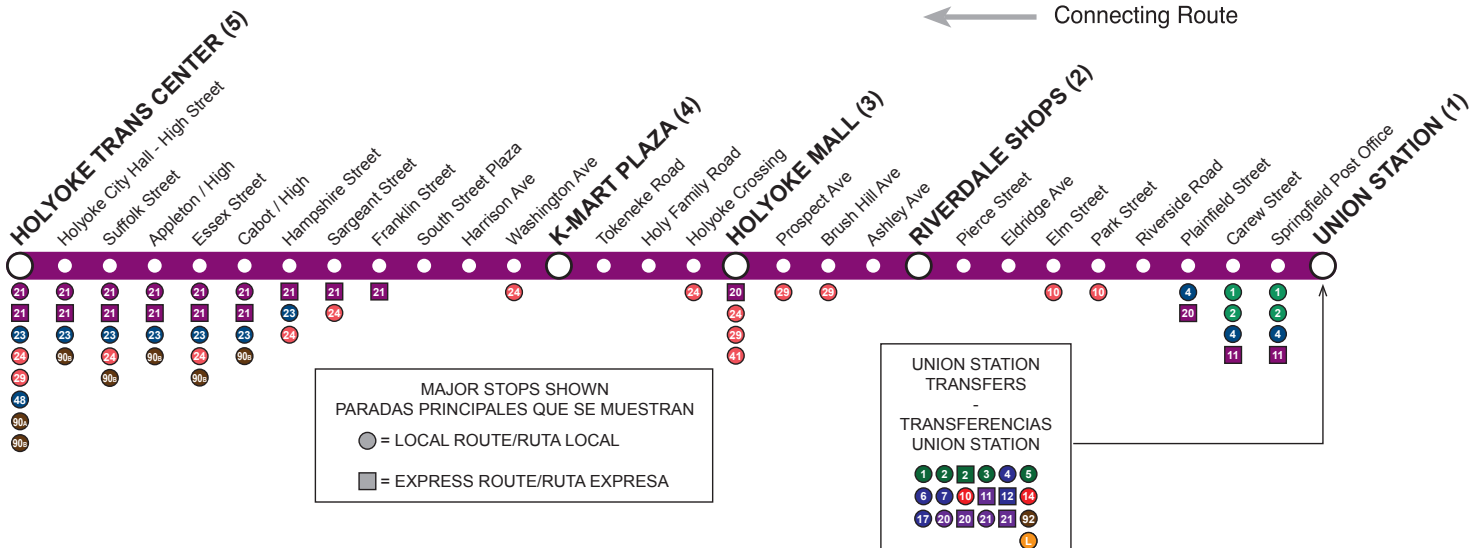 Connecting Route
HOLYOKE TRANS CENTER (5)
Holyoke City Hall - High Street
Suffolk Street
Appleton / High
Essex Street
Cabot / High
Hampshire Street
Sargeant Street
Franklin Street
South Street Plaza
Harrison Ave
Washington Ave
K-MART PLAZA (4)
Tokeneke Road
Holy Family Road
Holyoke Crossing
HOLYOKE MALL (3)
Prospect Ave
Brush Hill Ave
Ashley Ave
RIVERDALE SHOPS (2)
Pierce Street
Eldridge Ave
Elm Street
Park Street
Riverside Road
Plainfield Street
Carew Street
Springfield Post Office
UNION STATION (1)
21 21 21 21 21 21 21 21 21 24 24 20 29 29 10 10 4 1 1
21 21 21 21 21 21 23 24 24 20 2 2
23 23 23 23 23 23 24 29 4 4
24 90B 24 90B 24 90B 41 11 11
29 90B 90B
48
90A
90B
MAJOR STOPS SHOWN
PARADAS PRINCIPALES QUE SE MUESTRAN
= LOCAL ROUTE/RUTA LOCAL
= EXPRESS ROUTE/RUTA EXPRESA
UNION STATION
TRANSFERS
-
TRANSFERENCIAS
UNION STATION
1 2 2 3 4 5
6 7 10 11 12 14
17 20 20 21 21 92
L